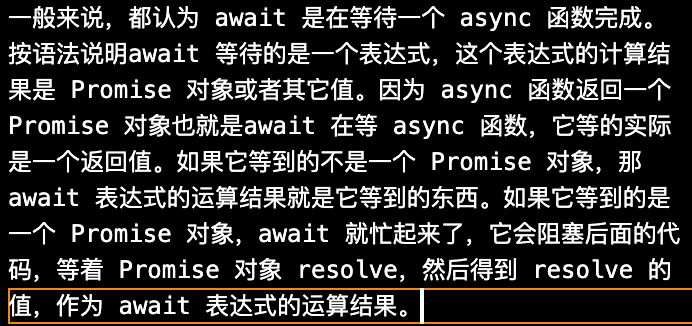 一般来说，都认为 await 是在等待一个 async 函数完成。
按语法说明await 等待的是一个表达式，这个表达式的计算结
果是 Promise 对象或者其它值。因为 async 函数返回一个
Promise 对象也就是await 在等 async 函数，它等的实际
是一个返回值。如果它等到的不是一个 Promise 对象，那
await 表达式的运算结果就是它等到的东西。如果它等到的是
一个 Promise 对象，await 就忙起来了，它会阻塞后面的代
码，等着 Promise 对象 resolve，然后得到 resolve 的
值，作为 await 表达式的运算结果。